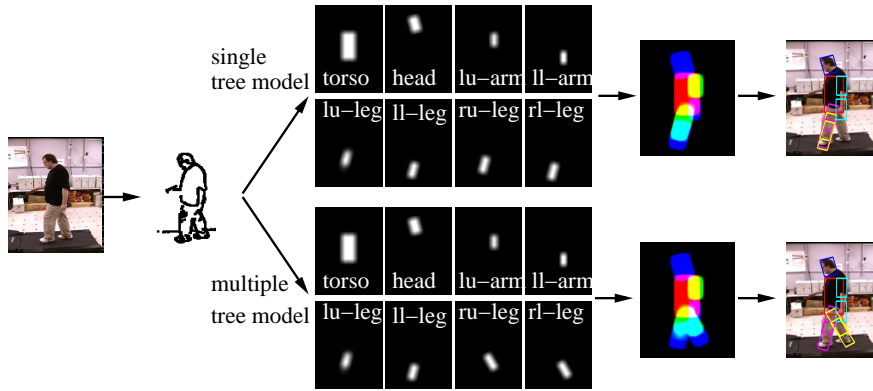 single
tree model
torso head lu-arm ll-arm
lu-leg ll-leg ru-leg rl-leg
multiple
tree model
torso head lu-arm ll-arm
lu-leg ll-leg ru-leg rl-leg